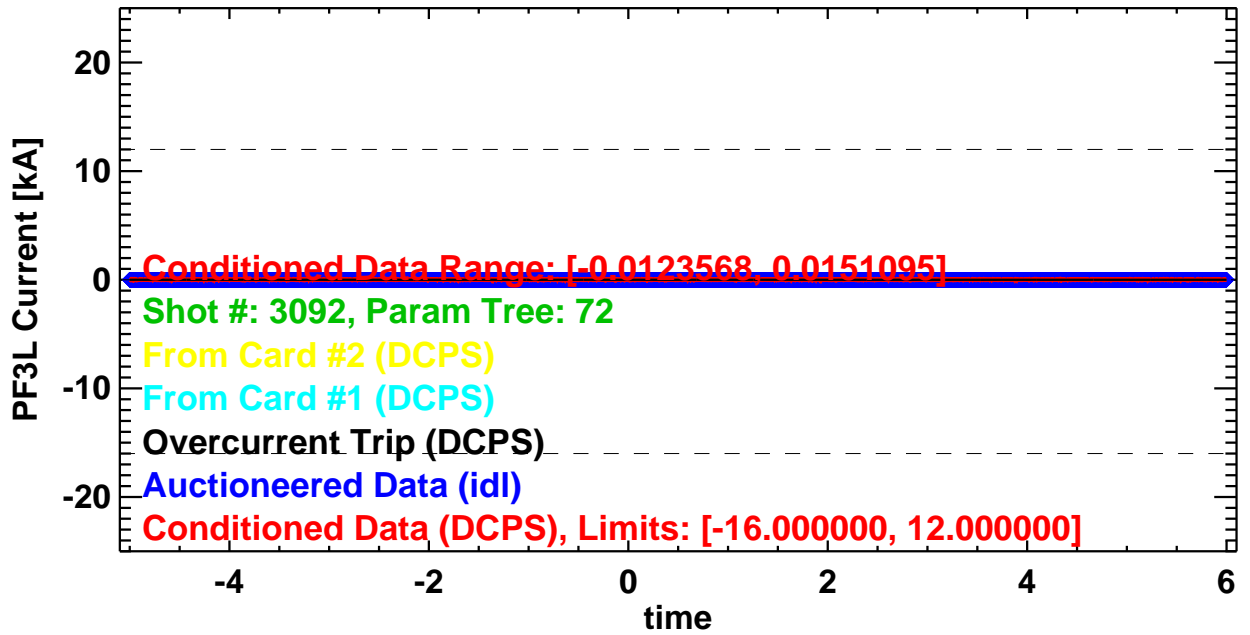 20
10
0
-10
-20
PF3L Current [kA]
Conditioned Data Range: [-0.0123568, 0.0151095]
Shot #: 3092, Param Tree: 72
From Card #2 (DCPS)
From Card #1 (DCPS)
Overcurrent Trip (DCPS)
Auctioneered Data (idl)
Conditioned Data (DCPS), Limits: [-16.000000, 12.000000]
-4 -2 0 2 4 6
time